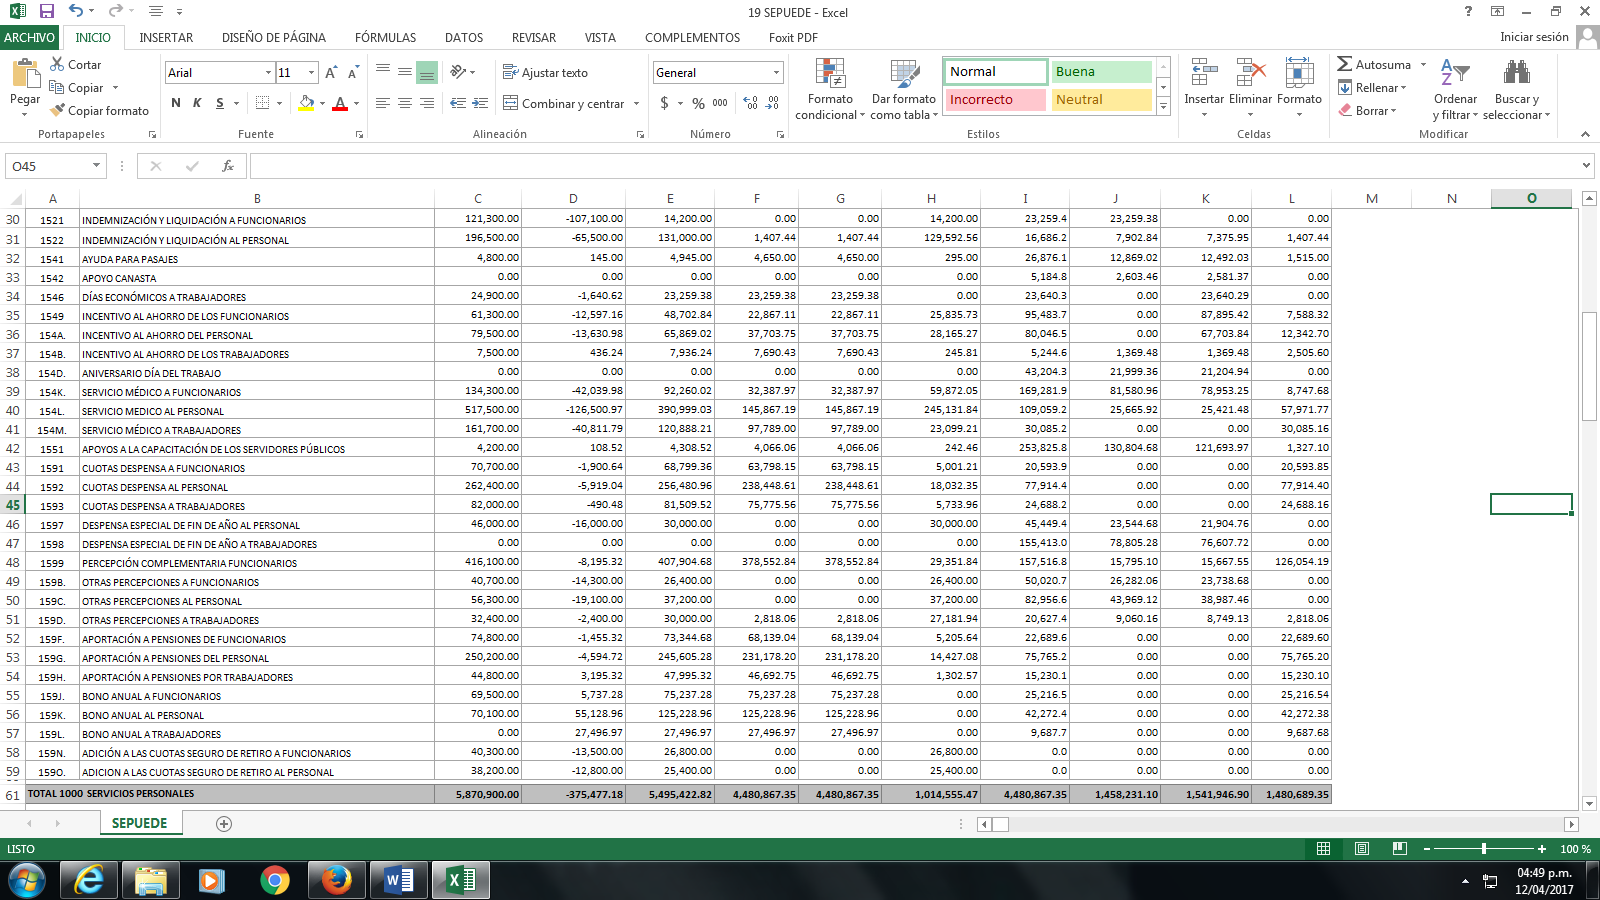 19 SEPUEDE - Excel
ARCHIVO INICIO INSERTAR DISEÑO DE PÁGINA FÓRMULAS DATOS REVISAR VISTA COMPLEMENTOS Foxit PDF Iniciar sesión
Pegar Cortar Copiar Copiar formato Portapapeles
Arial 11 N K S Fuente
Ajustar texto Combinar y centrar Alineación
General $ % 000 Número
Formato condicional Dar formato como tabla Normal Buena Incorrecto Neutral Estilos
Insertar Eliminar Formato Celdas
Autosuma Rellenar Borrar Ordenar y filtrar Buscar y seleccionar Modificar
O45 fx
A B C D E F G H I J K L M N O
30 1521 INDEMNIZACIÓN Y LIQUIDACIÓN A FUNCIONARIOS 121,300.00 -107,100.00 14,200.00 0.00 0.00 14,200.00 23,259.4 23,259.38 0.00 0.00
31 1522 INDEMNIZACIÓN Y LIQUIDACIÓN AL PERSONAL 196,500.00 -65,500.00 131,000.00 1,407.44 1,407.44 129,592.56 16,686.2 7,902.84 7,375.95 1,407.44
32 1541 AYUDA PARA PASAJES 4,800.00 145.00 4,945.00 4,650.00 4,650.00 295.00 26,876.1 12,869.02 12,492.03 1,515.00
33 1542 APOYO CANASTA 0.00 0.00 0.00 0.00 0.00 0.00 5,184.8 2,603.46 2,581.37 0.00
34 1546 DÍAS ECONÓMICOS A TRABAJADORES 24,900.00 -1,640.62 23,259.38 23,259.38 23,259.38 0.00 23,640.3 0.00 23,640.29 0.00
35 1549 INCENTIVO AL AHORRO DE LOS FUNCIONARIOS 61,300.00 -12,597.16 48,702.84 22,867.11 22,867.11 25,835.73 95,483.7 0.00 87,895.42 7,588.32
36 154A. INCENTIVO AL AHORRO DEL PERSONAL 79,500.00 -13,630.98 65,869.02 37,703.75 37,703.75 28,165.27 80,046.5 0.00 67,703.84 12,342.70
37 154B. INCENTIVO AL AHORRO DE LOS TRABAJADORES 7,500.00 436.24 7,936.24 7,690.43 7,690.43 245.81 5,244.6 1,369.48 1,369.48 2,505.60
38 154D. ANIVERSARIO DÍA DEL TRABAJO 0.00 0.00 0.00 0.00 0.00 0.00 43,204.3 21,999.36 21,204.94 0.00
39 154K. SERVICIO MÉDICO A FUNCIONARIOS 134,300.00 -42,039.98 92,260.02 32,387.97 32,387.97 59,872.05 169,281.9 81,580.96 78,953.25 8,747.68
40 154L. SERVICIO MEDICO AL PERSONAL 517,500.00 -126,500.97 390,999.03 145,867.19 145,867.19 245,131.84 109,059.2 25,665.92 25,421.48 57,971.77
41 154M. SERVICIO MÉDICO A TRABAJADORES 161,700.00 -40,811.79 120,888.21 97,789.00 97,789.00 23,099.21 30,085.2 0.00 0.00 30,085.16
42 1551 APOYOS A LA CAPACITACIÓN DE LOS SERVIDORES PÚBLICOS 4,200.00 108.52 4,308.52 4,066.06 4,066.06 242.46 253,825.8 130,804.68 121,693.97 1,327.10
43 1591 CUOTAS DESPENSA A FUNCIONARIOS 70,700.00 -1,900.64 68,799.36 63,798.15 63,798.15 5,001.21 20,593.9 0.00 0.00 20,593.85
44 1592 CUOTAS DESPENSA AL PERSONAL 262,400.00 -5,919.04 256,480.96 238,448.61 238,448.61 18,032.35 77,914.4 0.00 0.00 77,914.40
45 1593 CUOTAS DESPENSA A TRABAJADORES 82,000.00 -490.48 81,509.52 75,775.56 75,775.56 5,733.96 24,688.2 0.00 0.00 24,688.16
46 1597 DESPENSA ESPECIAL DE FIN DE AÑO AL PERSONAL 46,000.00 -16,000.00 30,000.00 0.00 0.00 30,000.00 45,449.4 23,544.68 21,904.76 0.00
47 1598 DESPENSA ESPECIAL DE FIN DE AÑO A TRABAJADORES 0.00 0.00 0.00 0.00 0.00 0.00 155,413.0 78,805.28 76,607.72 0.00
48 1599 PERCEPCIÓN COMPLEMENTARIA FUNCIONARIOS 416,100.00 -8,195.32 407,904.68 378,552.84 378,552.84 29,351.84 157,516.8 15,795.10 15,667.55 126,054.19
49 159B. OTRAS PERCEPCIONES A FUNCIONARIOS 40,700.00 -14,300.00 26,400.00 0.00 0.00 26,400.00 50,020.7 26,282.06 23,738.68 0.00
50 159C. OTRAS PERCEPCIONES AL PERSONAL 56,300.00 -19,100.00 37,200.00 0.00 0.00 37,200.00 82,956.6 43,969.12 38,987.46 0.00
51 159D. OTRAS PERCEPCIONES A TRABAJADORES 32,400.00 -2,400.00 30,000.00 2,818.06 2,818.06 27,181.94 20,627.4 9,060.16 8,749.13 2,818.06
52 159F. APORTACIÓN A PENSIONES DE FUNCIONARIOS 74,800.00 -1,455.32 73,344.68 68,139.04 68,139.04 5,205.64 22,689.6 0.00 0.00 22,689.60
53 159G. APORTACIÓN A PENSIONES DEL PERSONAL 250,200.00 -4,594.72 245,605.28 231,178.20 231,178.20 14,427.08 75,765.2 0.00 0.00 75,765.20
54 159H. APORTACIÓN A PENSIONES POR TRABAJADORES 44,800.00 3,195.32 47,995.32 46,692.75 46,692.75 1,302.57 15,230.1 0.00 0.00 15,230.10
55 159J. BONO ANUAL A FUNCIONARIOS 69,500.00 5,737.28 75,237.28 75,237.28 75,237.28 0.00 25,216.5 0.00 0.00 25,216.54
56 159K. BONO ANUAL AL PERSONAL 70,100.00 55,128.96 125,228.96 125,228.96 125,228.96 0.00 42,272.4 0.00 0.00 42,272.38
57 159L. BONO ANUAL A TRABAJADORES 0.00 27,496.97 27,496.97 27,496.97 27,496.97 0.00 9,687.7 0.00 0.00 9,687.68
58 159N. ADICIÓN A LAS CUOTAS SEGURO DE RETIRO A FUNCIONARIOS 40,300.00 -13,500.00 26,800.00 0.00 0.00 26,800.00 0.0 0.00 0.00 0.00
59 159O. ADICION A LAS CUOTAS SEGURO DE RETIRO AL PERSONAL 38,200.00 -12,800.00 25,400.00 0.00 0.00 25,400.00 0.0 0.00 0.00 0.00
61 TOTAL 1000 SERVICIOS PERSONALES 5,870,900.00 -375,477.18 5,495,422.82 4,480,867.35 4,480,867.35 1,014,555.47 4,480,867.35 1,458,231.10 1,541,946.90 1,480,689.35
SEPUEDE
LISTO 100 %
04:49 p.m.
12/04/2017